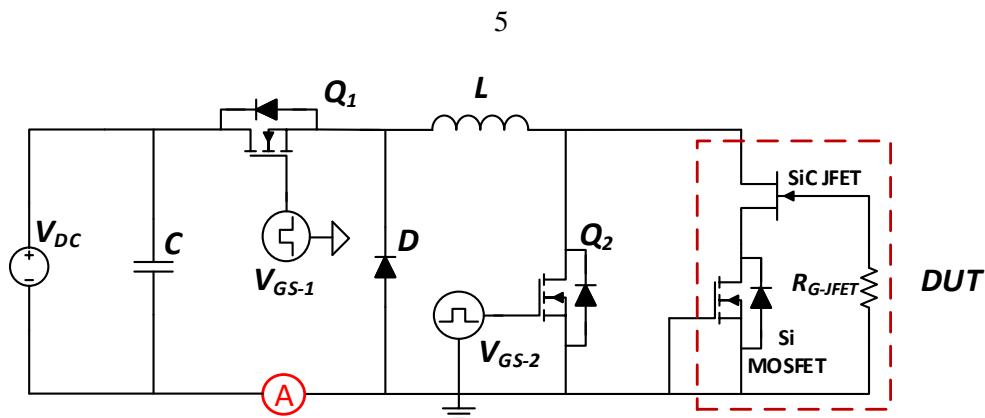 5
Q1
L
SiC JFET
VDC
C
D
Q2
VGS-1
RG-JFET
DUT
VGS-2
Si
MOSFET
A